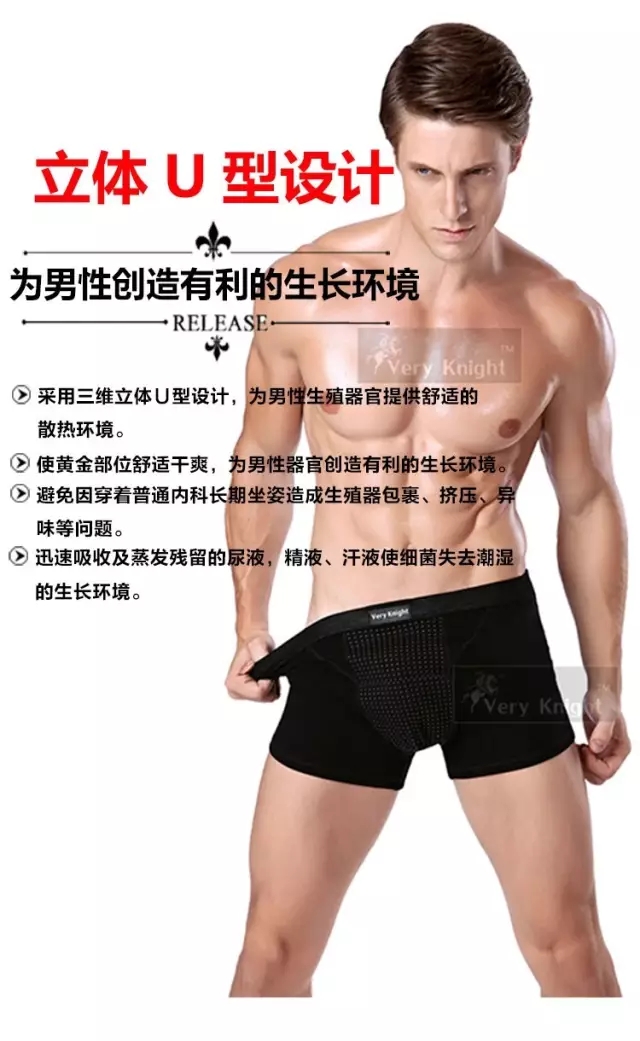 立体 U 型设计
为男性创造有利的生长环境
RELEASE
Very Knight™
采用三维立体U型设计，为男性生殖器官提供舒适的
散热环境。
使黄金部位舒适干爽，为男性器官创造有利的生长环境。
避免因穿着普通内科长期坐姿造成生殖器包裹、挤压、异
味等问题。
迅速吸收及蒸发残留的尿液，精液、汗液使细菌失去潮湿
的生长环境。
Very Knight
Very Knight